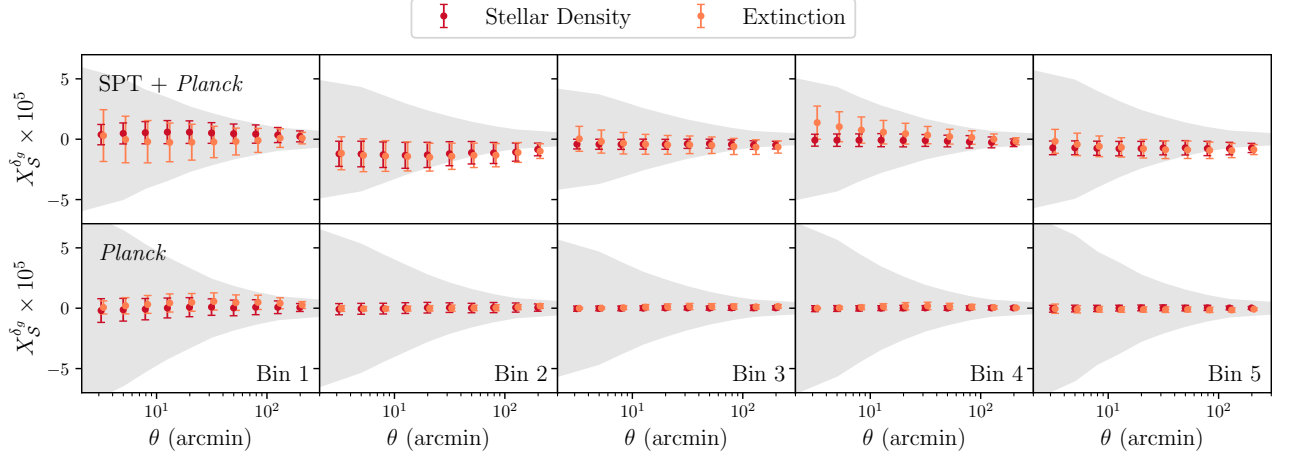 Stellar Density Extinction
SPT + Planck
X_S^{δ_g} × 10^5
5
0
−5
Planck
X_S^{δ_g} × 10^5
5
0
−5
Bin 1 Bin 2 Bin 3 Bin 4 Bin 5
10^1 10^2 10^1 10^2 10^1 10^2 10^1 10^2 10^1 10^2
θ (arcmin) θ (arcmin) θ (arcmin) θ (arcmin) θ (arcmin)